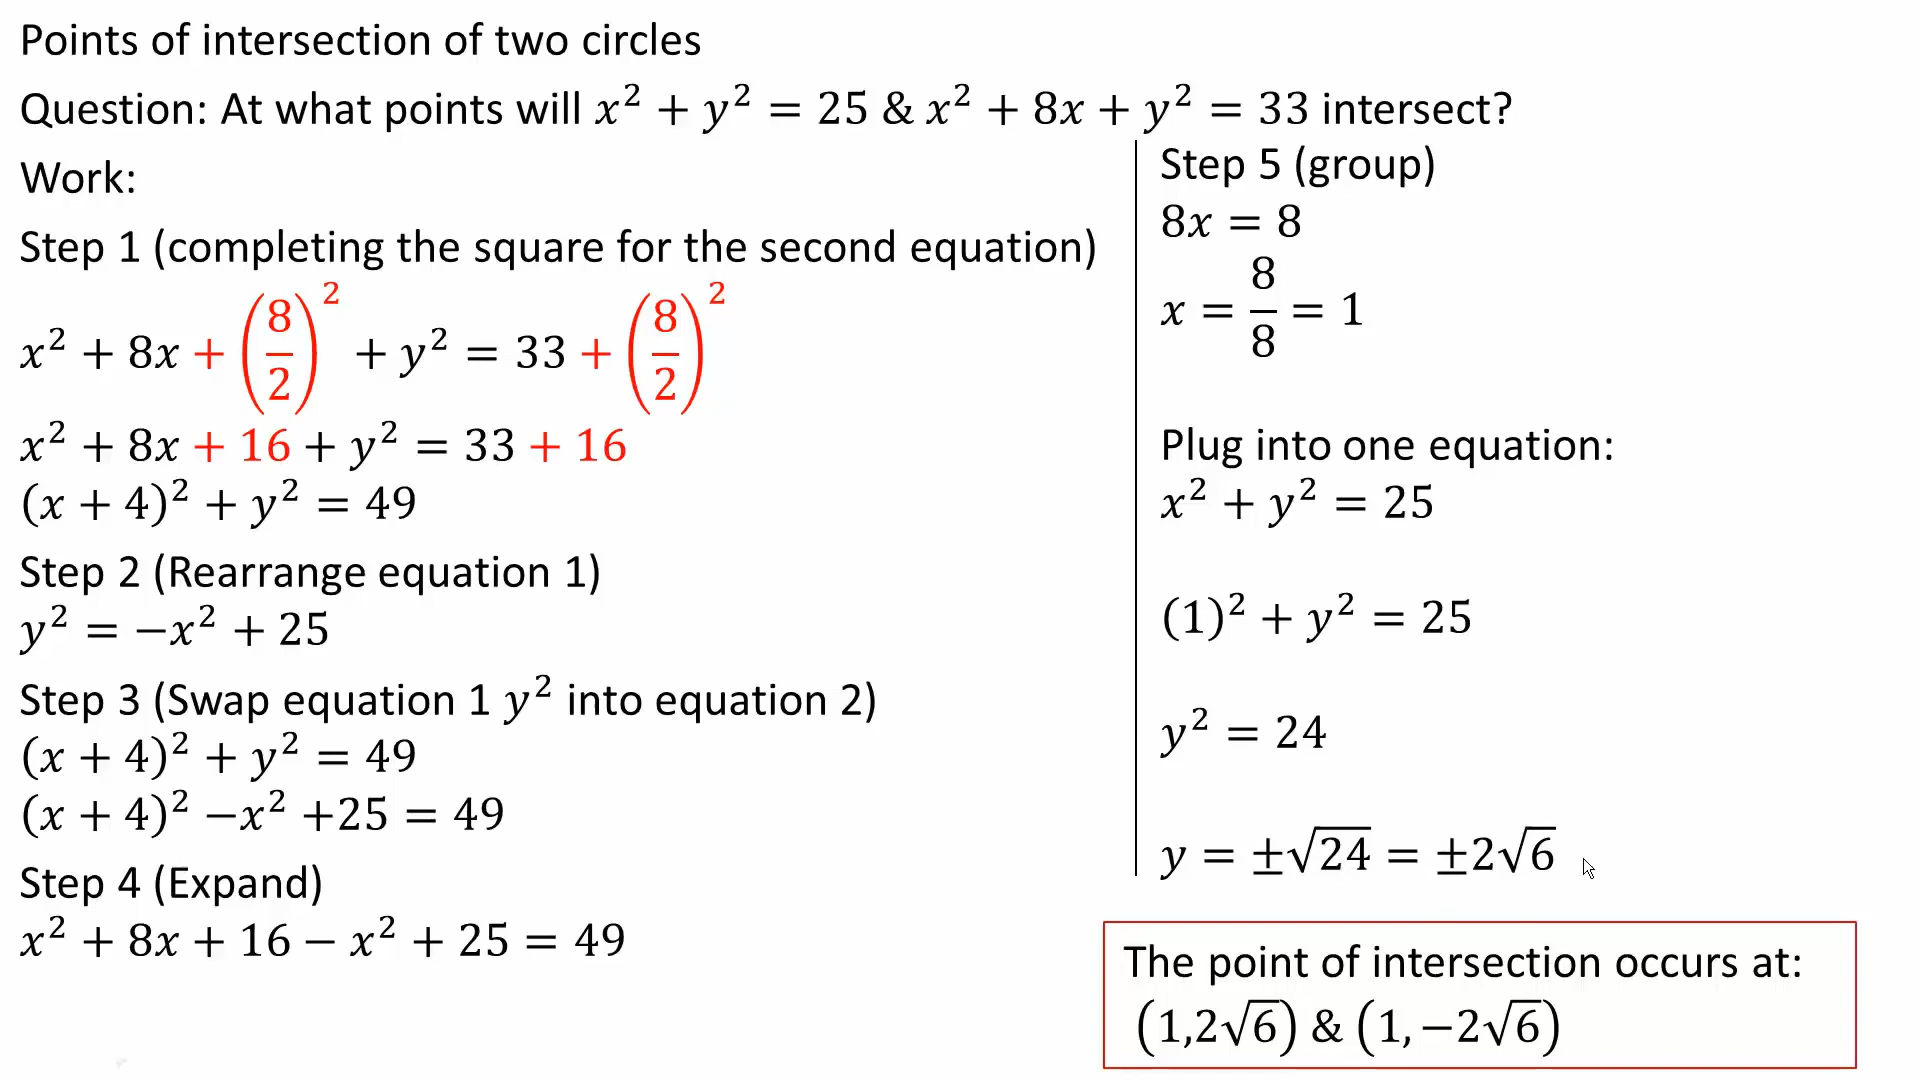 Points of intersection of two circles
Question: At what points will x² + y² = 25 & x² + 8x + y² = 33 intersect?
Work:
Step 1 (completing the square for the second equation)
x² + 8x + (8/2)² + y² = 33 + (8/2)²
x² + 8x + 16 + y² = 33 + 16
(x + 4)² + y² = 49
Step 2 (Rearrange equation 1)
y² = −x² + 25
Step 3 (Swap equation 1 y² into equation 2)
(x + 4)² + y² = 49
(x + 4)² −x² +25 = 49
Step 4 (Expand)
x² + 8x + 16 − x² + 25 = 49
Step 5 (group)
8x = 8
x = 8/8 = 1
Plug into one equation:
x² + y² = 25
(1)² + y² = 25
y² = 24
y = ±√24 = ±2√6
The point of intersection occurs at:
(1,2√6) & (1, −2√6)